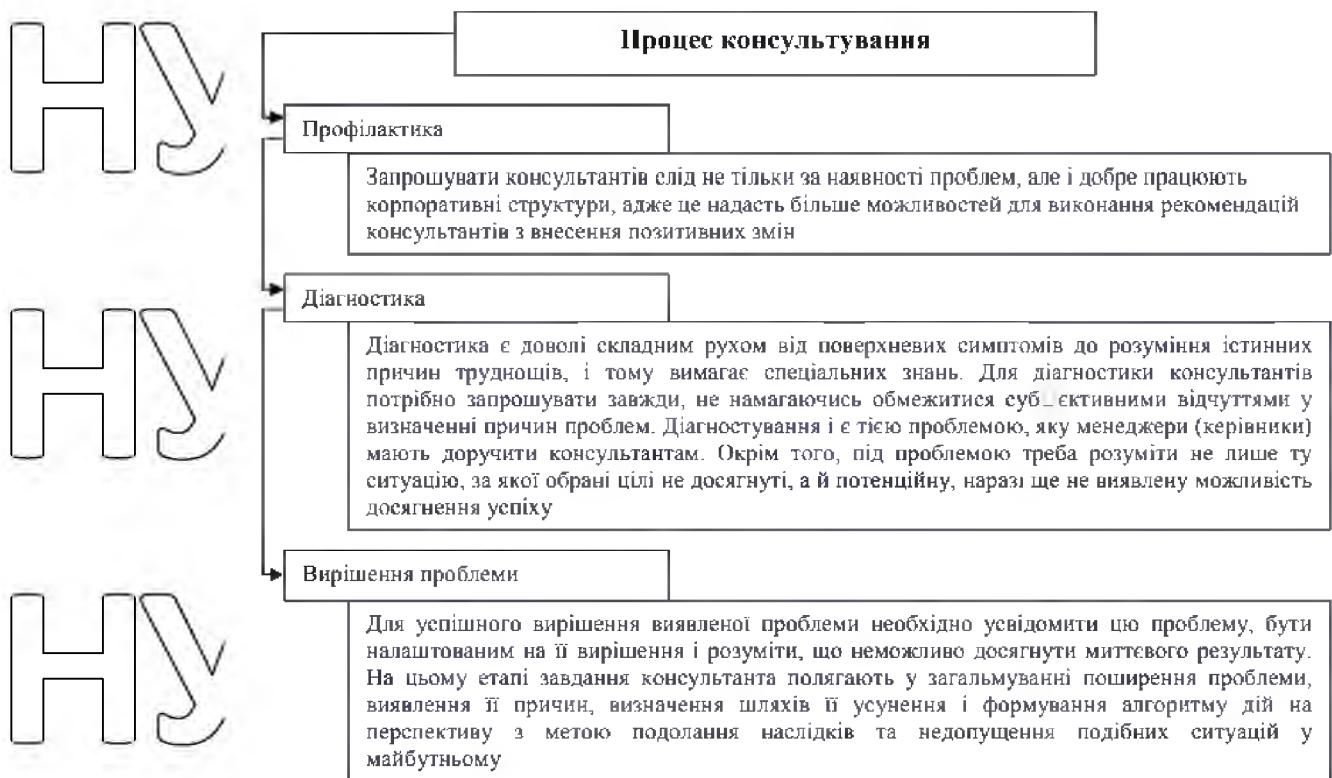 НУ
Процес консультування
Профілактика
Запрошувати консультантів слід не тільки за наявності проблем, але і добре працюють
корпоративні структури, адже це надасть більше можливостей для виконання рекомендацій
консультантів з внесення позитивних змін
НУ
Діагностика
Діагностика є доволі складним рухом від поверхневих симптомів до розуміння істинних
причин труднощів, і тому вимагає спеціальних знань. Для діагностики консультантів
потрібно запрошувати завжди, не намагаючись обмежитися суб□єктивними відчуттями у
визначенні причин проблем. Діагностування і є тією проблемою, яку менеджери (керівники)
мають доручити консультантам. Окрім того, під проблемою треба розуміти не лише ту
ситуацію, за якої обрані цілі не досягнуті, а й потенційну, наразі ще не виявлену можливість
досягнення успіху
НУ
Вирішення проблеми
Для успішного вирішення виявленої проблеми необхідно усвідомити цю проблему, бути
налаштованим на її вирішення і розуміти, що неможливо досягнути миттєвого результату.
На цьому етапі завдання консультанта полягають у загальмуванні поширення проблеми,
виявлення її причин, визначення шляхів її усунення і формування алгоритму дій на
перспективу з метою подолання наслідків та недопущення подібних ситуацій у
майбутньому